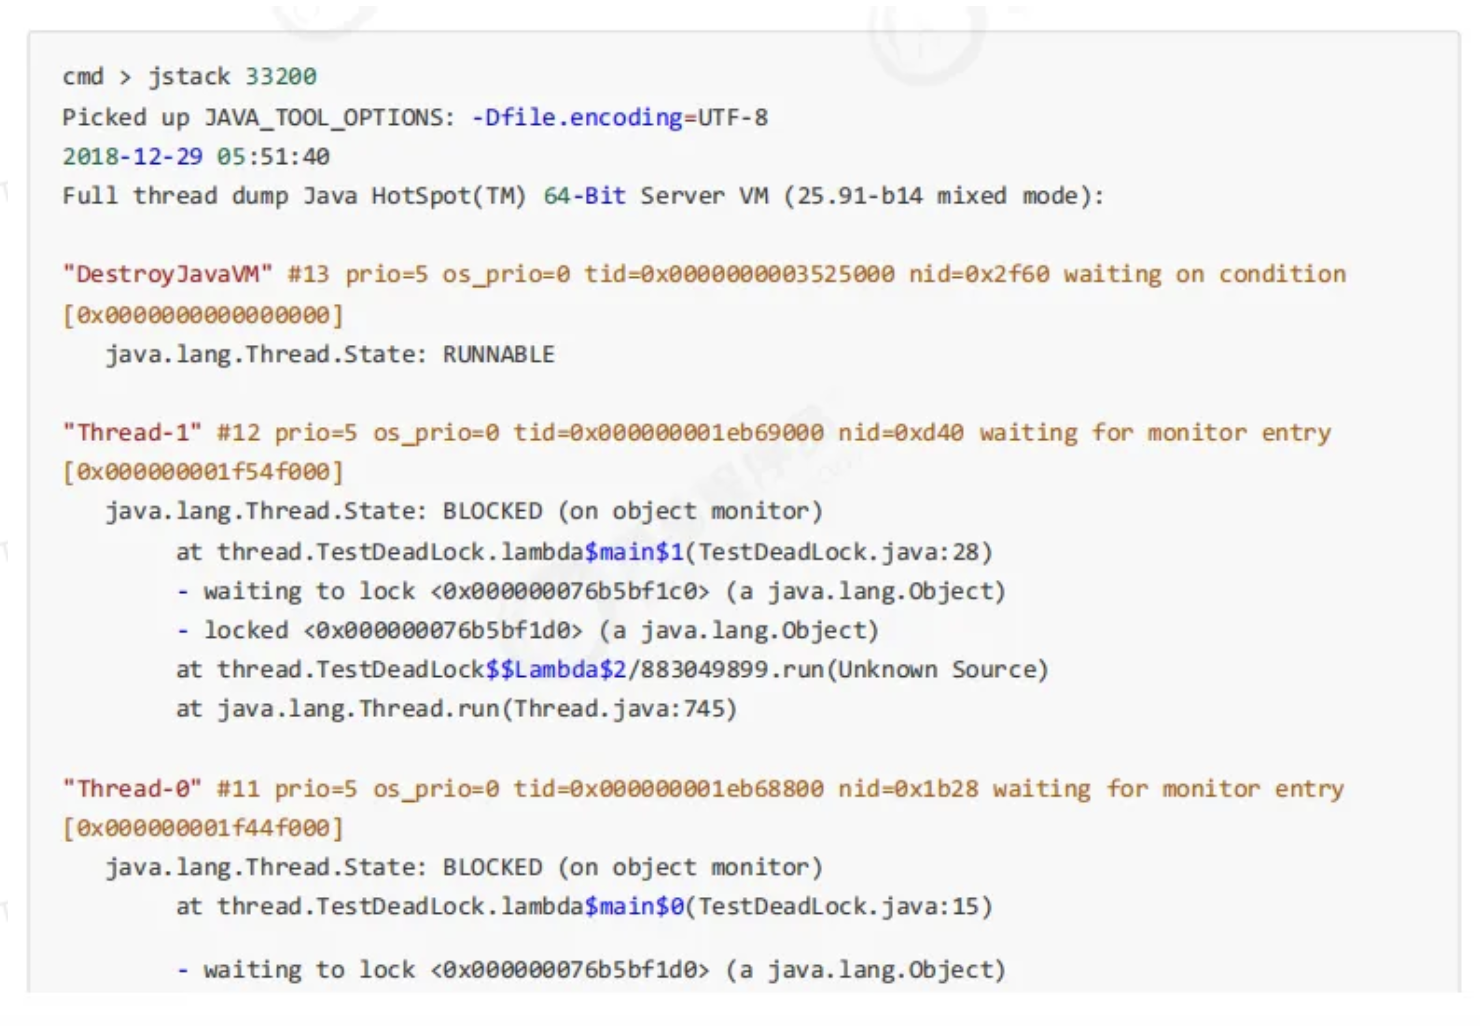 cmd > jstack 33200
Picked up JAVA_TOOL_OPTIONS: -Dfile.encoding=UTF-8
2018-12-29 05:51:40
Full thread dump Java HotSpot(TM) 64-Bit Server VM (25.91-b14 mixed mode):
"DestroyJavaVM" #13 prio=5 os_prio=0 tid=0x0000000003525000 nid=0x2f60 waiting on condition
[0x0000000000000000]
java.lang.Thread.State: RUNNABLE
"Thread-1" #12 prio=5 os_prio=0 tid=0x000000001eb69000 nid=0xd40 waiting for monitor entry
[0x000000001f54f000]
java.lang.Thread.State: BLOCKED (on object monitor)
at thread.TestDeadLock.lambda$main$1(TestDeadLock.java:28)
- waiting to lock <0x000000076b5bf1c0> (a java.lang.Object)
- locked <0x000000076b5bf1d0> (a java.lang.Object)
at thread.TestDeadLock$$Lambda$2/883049899.run(Unknown Source)
at java.lang.Thread.run(Thread.java:745)
"Thread-0" #11 prio=5 os_prio=0 tid=0x000000001eb68800 nid=0x1b28 waiting for monitor entry
[0x000000001f44f000]
java.lang.Thread.State: BLOCKED (on object monitor)
at thread.TestDeadLock.lambda$main$0(TestDeadLock.java:15)
- waiting to lock <0x000000076b5bf1d0> (a java.lang.Object)